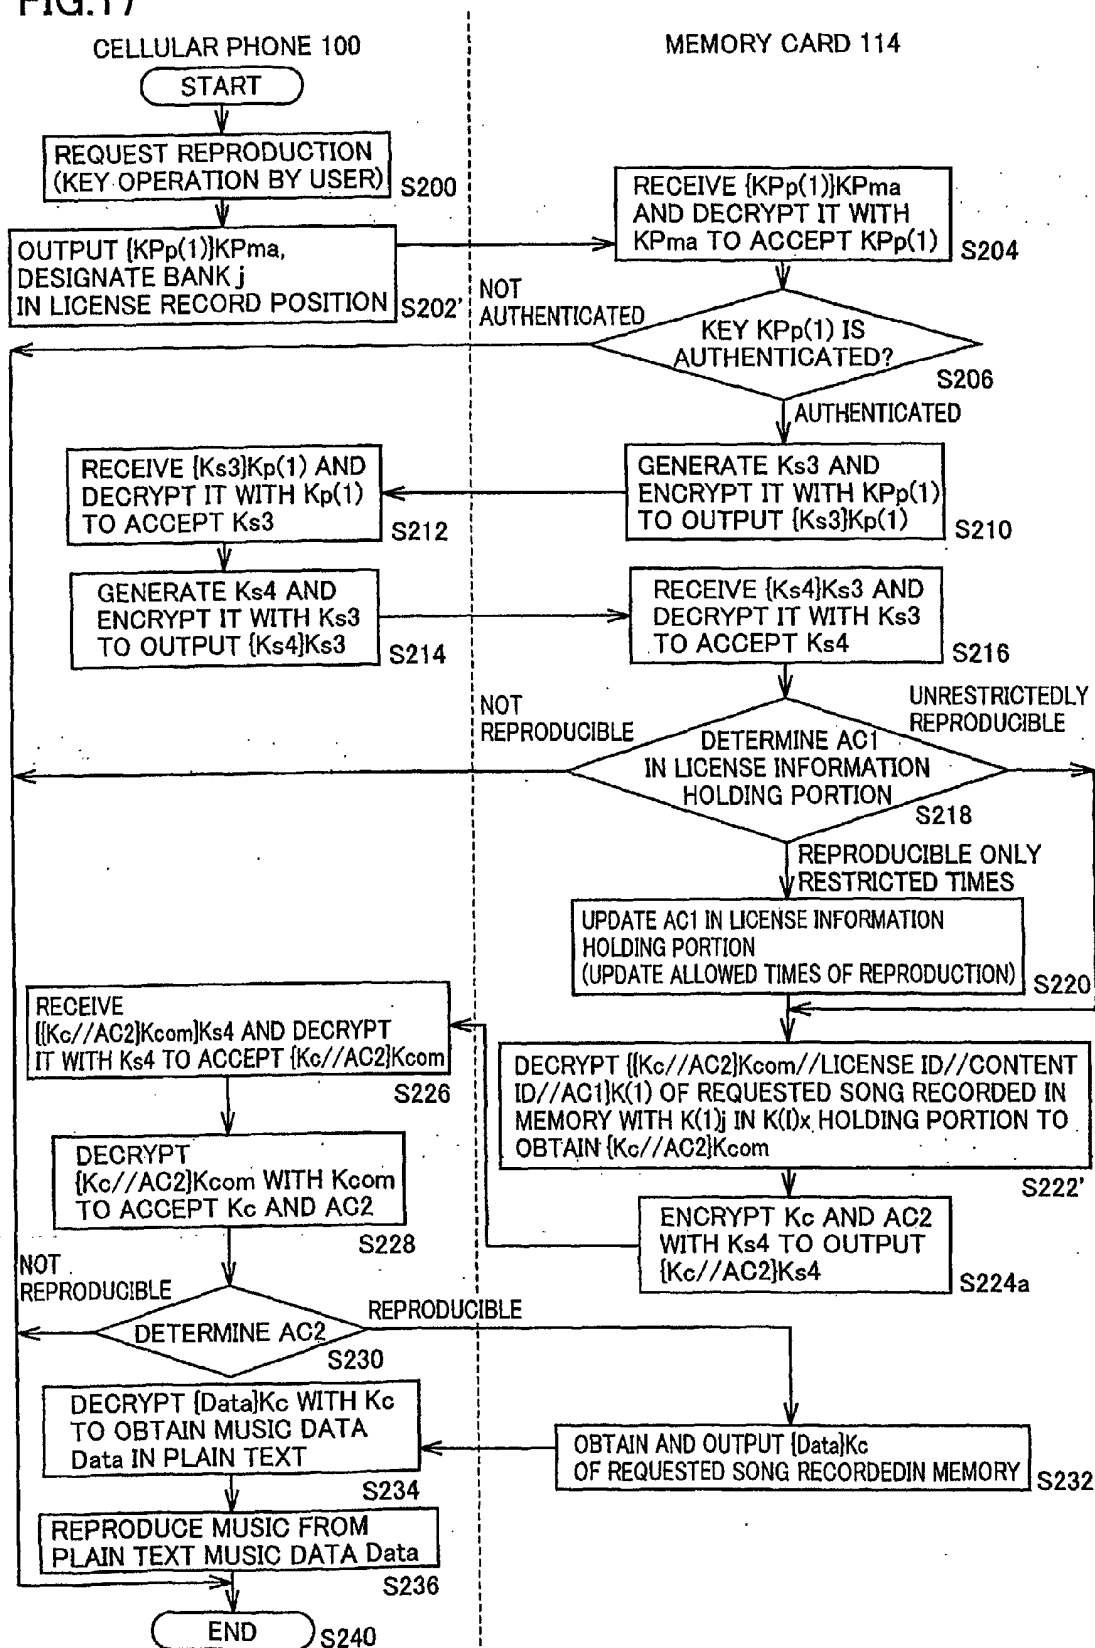 FIG.17
CELLULAR PHONE 100
MEMORY CARD 114
START
REQUEST REPRODUCTION
(KEY OPERATION BY USER)
S200
OUTPUT {KPp(1)}KPma,
DESIGNATE BANK j
IN LICENSE RECORD POSITION
S202'
RECEIVE {KPp(1)}KPma
AND DECRYPT IT WITH
KPma TO ACCEPT KPp(1)
S204
NOT
AUTHENTICATED
KEY KPp(1) IS
AUTHENTICATED?
S206
AUTHENTICATED
GENERATE Ks3 AND
ENCRYPT IT WITH KPp(1)
TO OUTPUT {Ks3}Kp(1)
S210
RECEIVE {Ks3}Kp(1) AND
DECRYPT IT WITH Kp(1)
TO ACCEPT Ks3
S212
GENERATE Ks4 AND
ENCRYPT IT WITH Ks3
TO OUTPUT {Ks4}Ks3
S214
RECEIVE {Ks4}Ks3 AND
DECRYPT IT WITH Ks3
TO ACCEPT Ks4
S216
NOT
REPRODUCIBLE
UNRESTRICTEDLY
REPRODUCIBLE
DETERMINE AC1
IN LICENSE INFORMATION
HOLDING PORTION
S218
REPRODUCIBLE ONLY
RESTRICTED TIMES
UPDATE AC1 IN LICENSE INFORMATION
HOLDING PORTION
(UPDATE ALLOWED TIMES OF REPRODUCTION)
S220
DECRYPT {{Kc//AC2}Kcom//LICENSE ID//CONTENT
ID//AC1}K(1) OF REQUESTED SONG RECORDED IN
MEMORY WITH K(1)j IN K(I)x HOLDING PORTION TO
OBTAIN {Kc//AC2}Kcom
S222'
ENCRYPT Kc AND AC2
WITH Ks4 TO OUTPUT
{Kc//AC2}Ks4
S224a
RECEIVE
{{Kc//AC2}Kcom}Ks4 AND DECRYPT
IT WITH Ks4 TO ACCEPT {Kc//AC2}Kcom
S226
DECRYPT
{Kc//AC2}Kcom WITH Kcom
TO ACCEPT Kc AND AC2
S228
NOT
REPRODUCIBLE
REPRODUCIBLE
DETERMINE AC2
S230
OBTAIN AND OUTPUT {Data}Kc
OF REQUESTED SONG RECORDEDIN MEMORY
S232
DECRYPT {Data}Kc WITH Kc
TO OBTAIN MUSIC DATA
Data IN PLAIN TEXT
S234
REPRODUCE MUSIC FROM
PLAIN TEXT MUSIC DATA Data
S236
END
S240